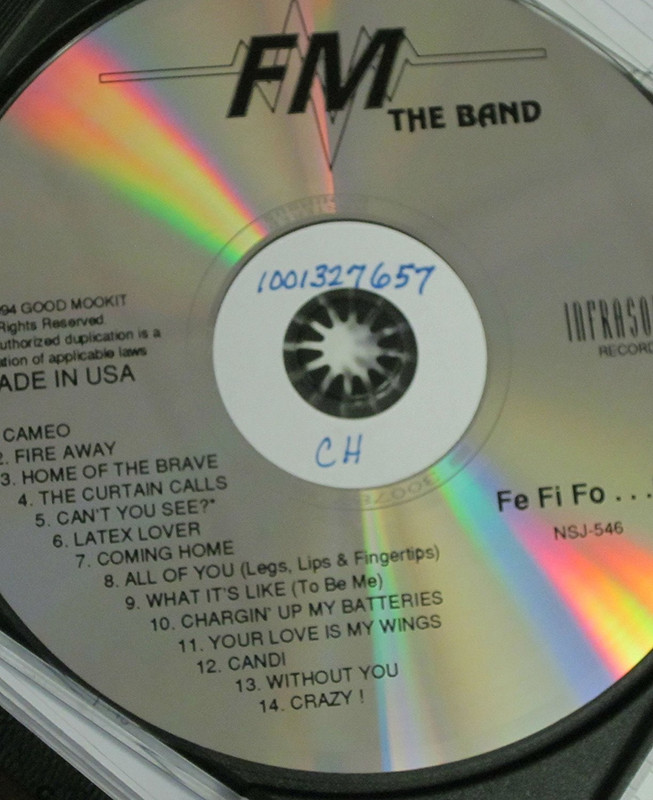 FM
THE BAND
1001327657
94 GOOD MOOKIT
Rights Reserved
uthorized duplication is a
ation of applicable laws
ADE IN USA
INFRASO
RECOR
CAMEO
2. FIRE AWAY
3. HOME OF THE BRAVE
4. THE CURTAIN CALLS
5. CAN'T YOU SEE?*
6. LATEX LOVER
7. COMING HOME
8. ALL OF YOU (Legs, Lips & Fingertips)
9. WHAT IT'S LIKE (To Be Me)
10. CHARGIN' UP MY BATTERIES
11. YOUR LOVE IS MY WINGS
12. CANDI
13. WITHOUT YOU
14. CRAZY !
CH
Fe Fi Fo . . .
NSJ-546